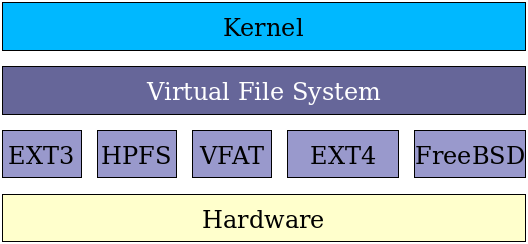 Kernel
Virtual File System
EXT3 HPFS VFAT EXT4 FreeBSD
Hardware